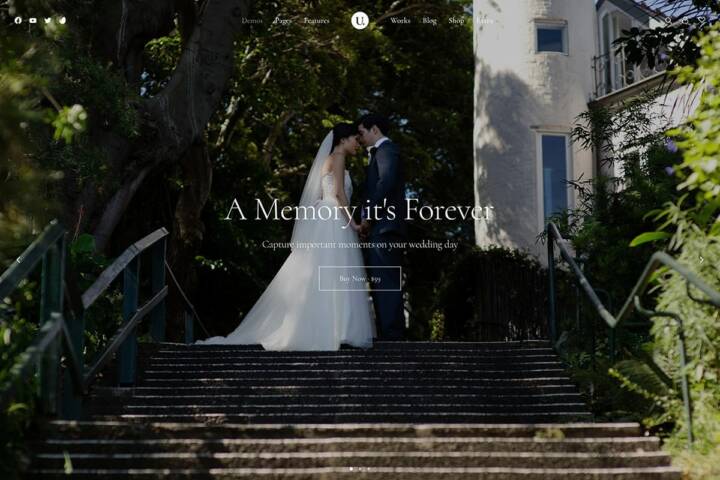 Demos Pages Features U. Works Blog Shop Extra
A Memory it's Forever
Capture important moments on your wedding day
Buy Now - $99